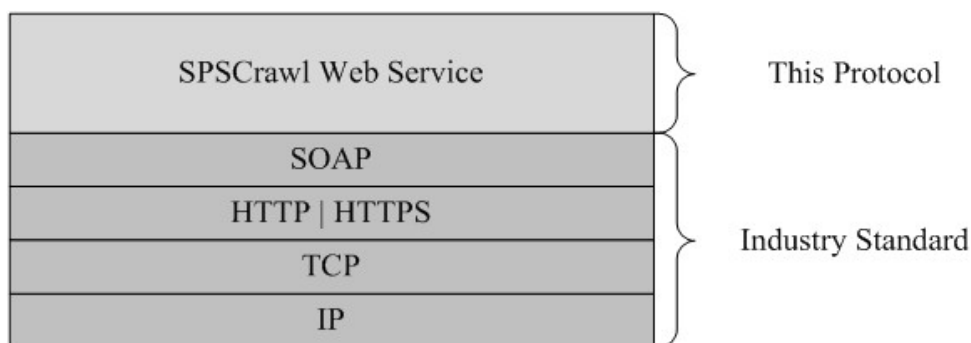 SPSCrawl Web Service
This Protocol
SOAP
HTTP | HTTPS
Industry Standard
TCP
IP